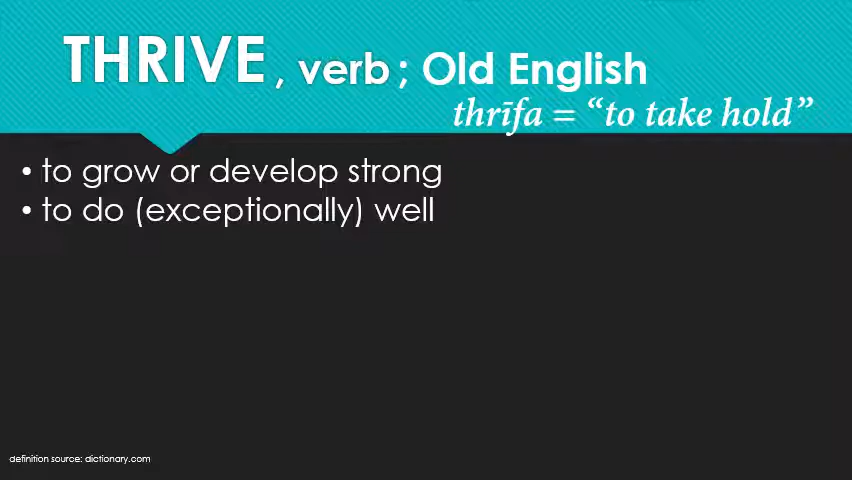 THRIVE, verb; Old English
thrīfa = “to take hold”
• to grow or develop strong
• to do (exceptionally) well
definition source: dictionary.com